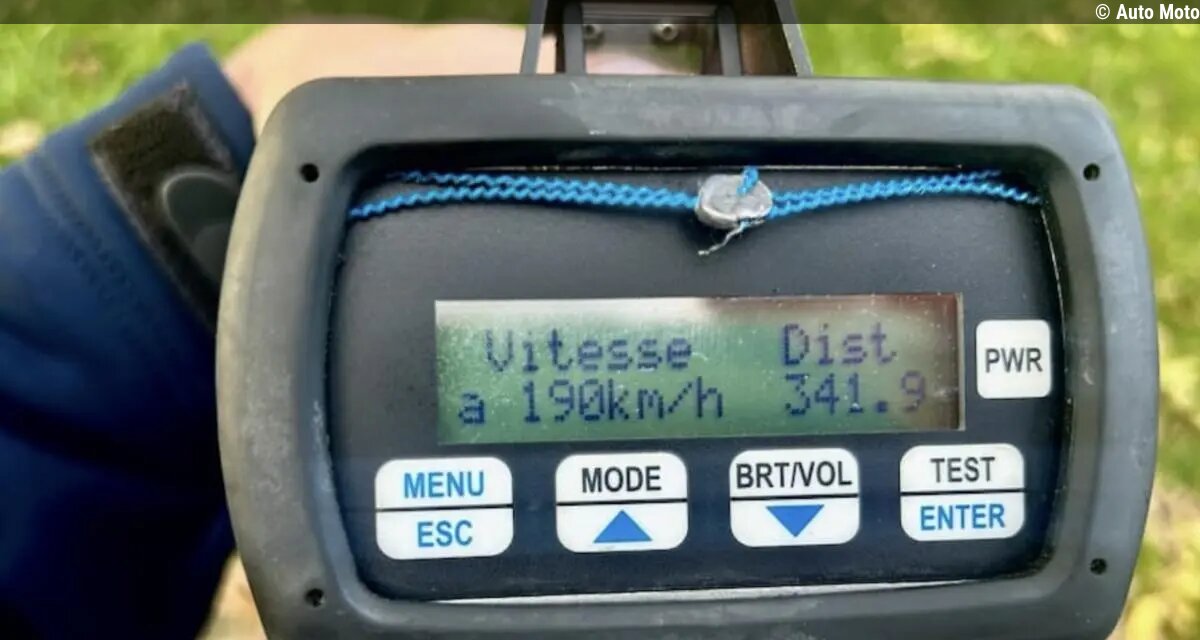 © Auto Moto
Vitesse Dist
a 190km/h 341.9
PWR
MENU
ESC
MODE
BRT/VOL
TEST
ENTER